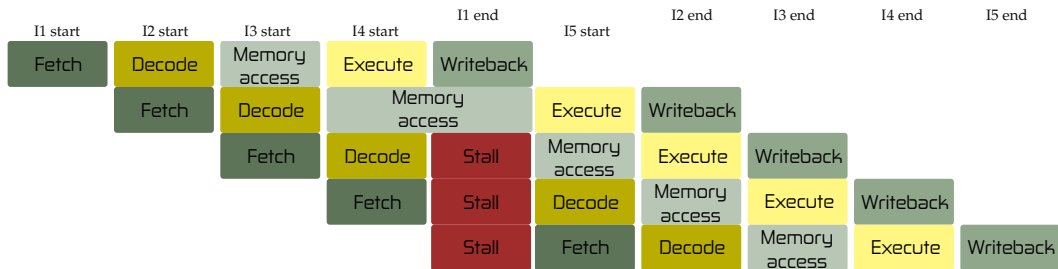 I1 end I2 end I3 end I4 end I5 end
I1 start I2 start I3 start I4 start I5 start
Fetch Decode Memory access Execute Writeback
Fetch Decode Memory access Execute Writeback
Fetch Decode Stall Memory access Execute Writeback
Fetch Stall Decode Memory access Execute Writeback
Stall Fetch Decode Memory access Execute Writeback